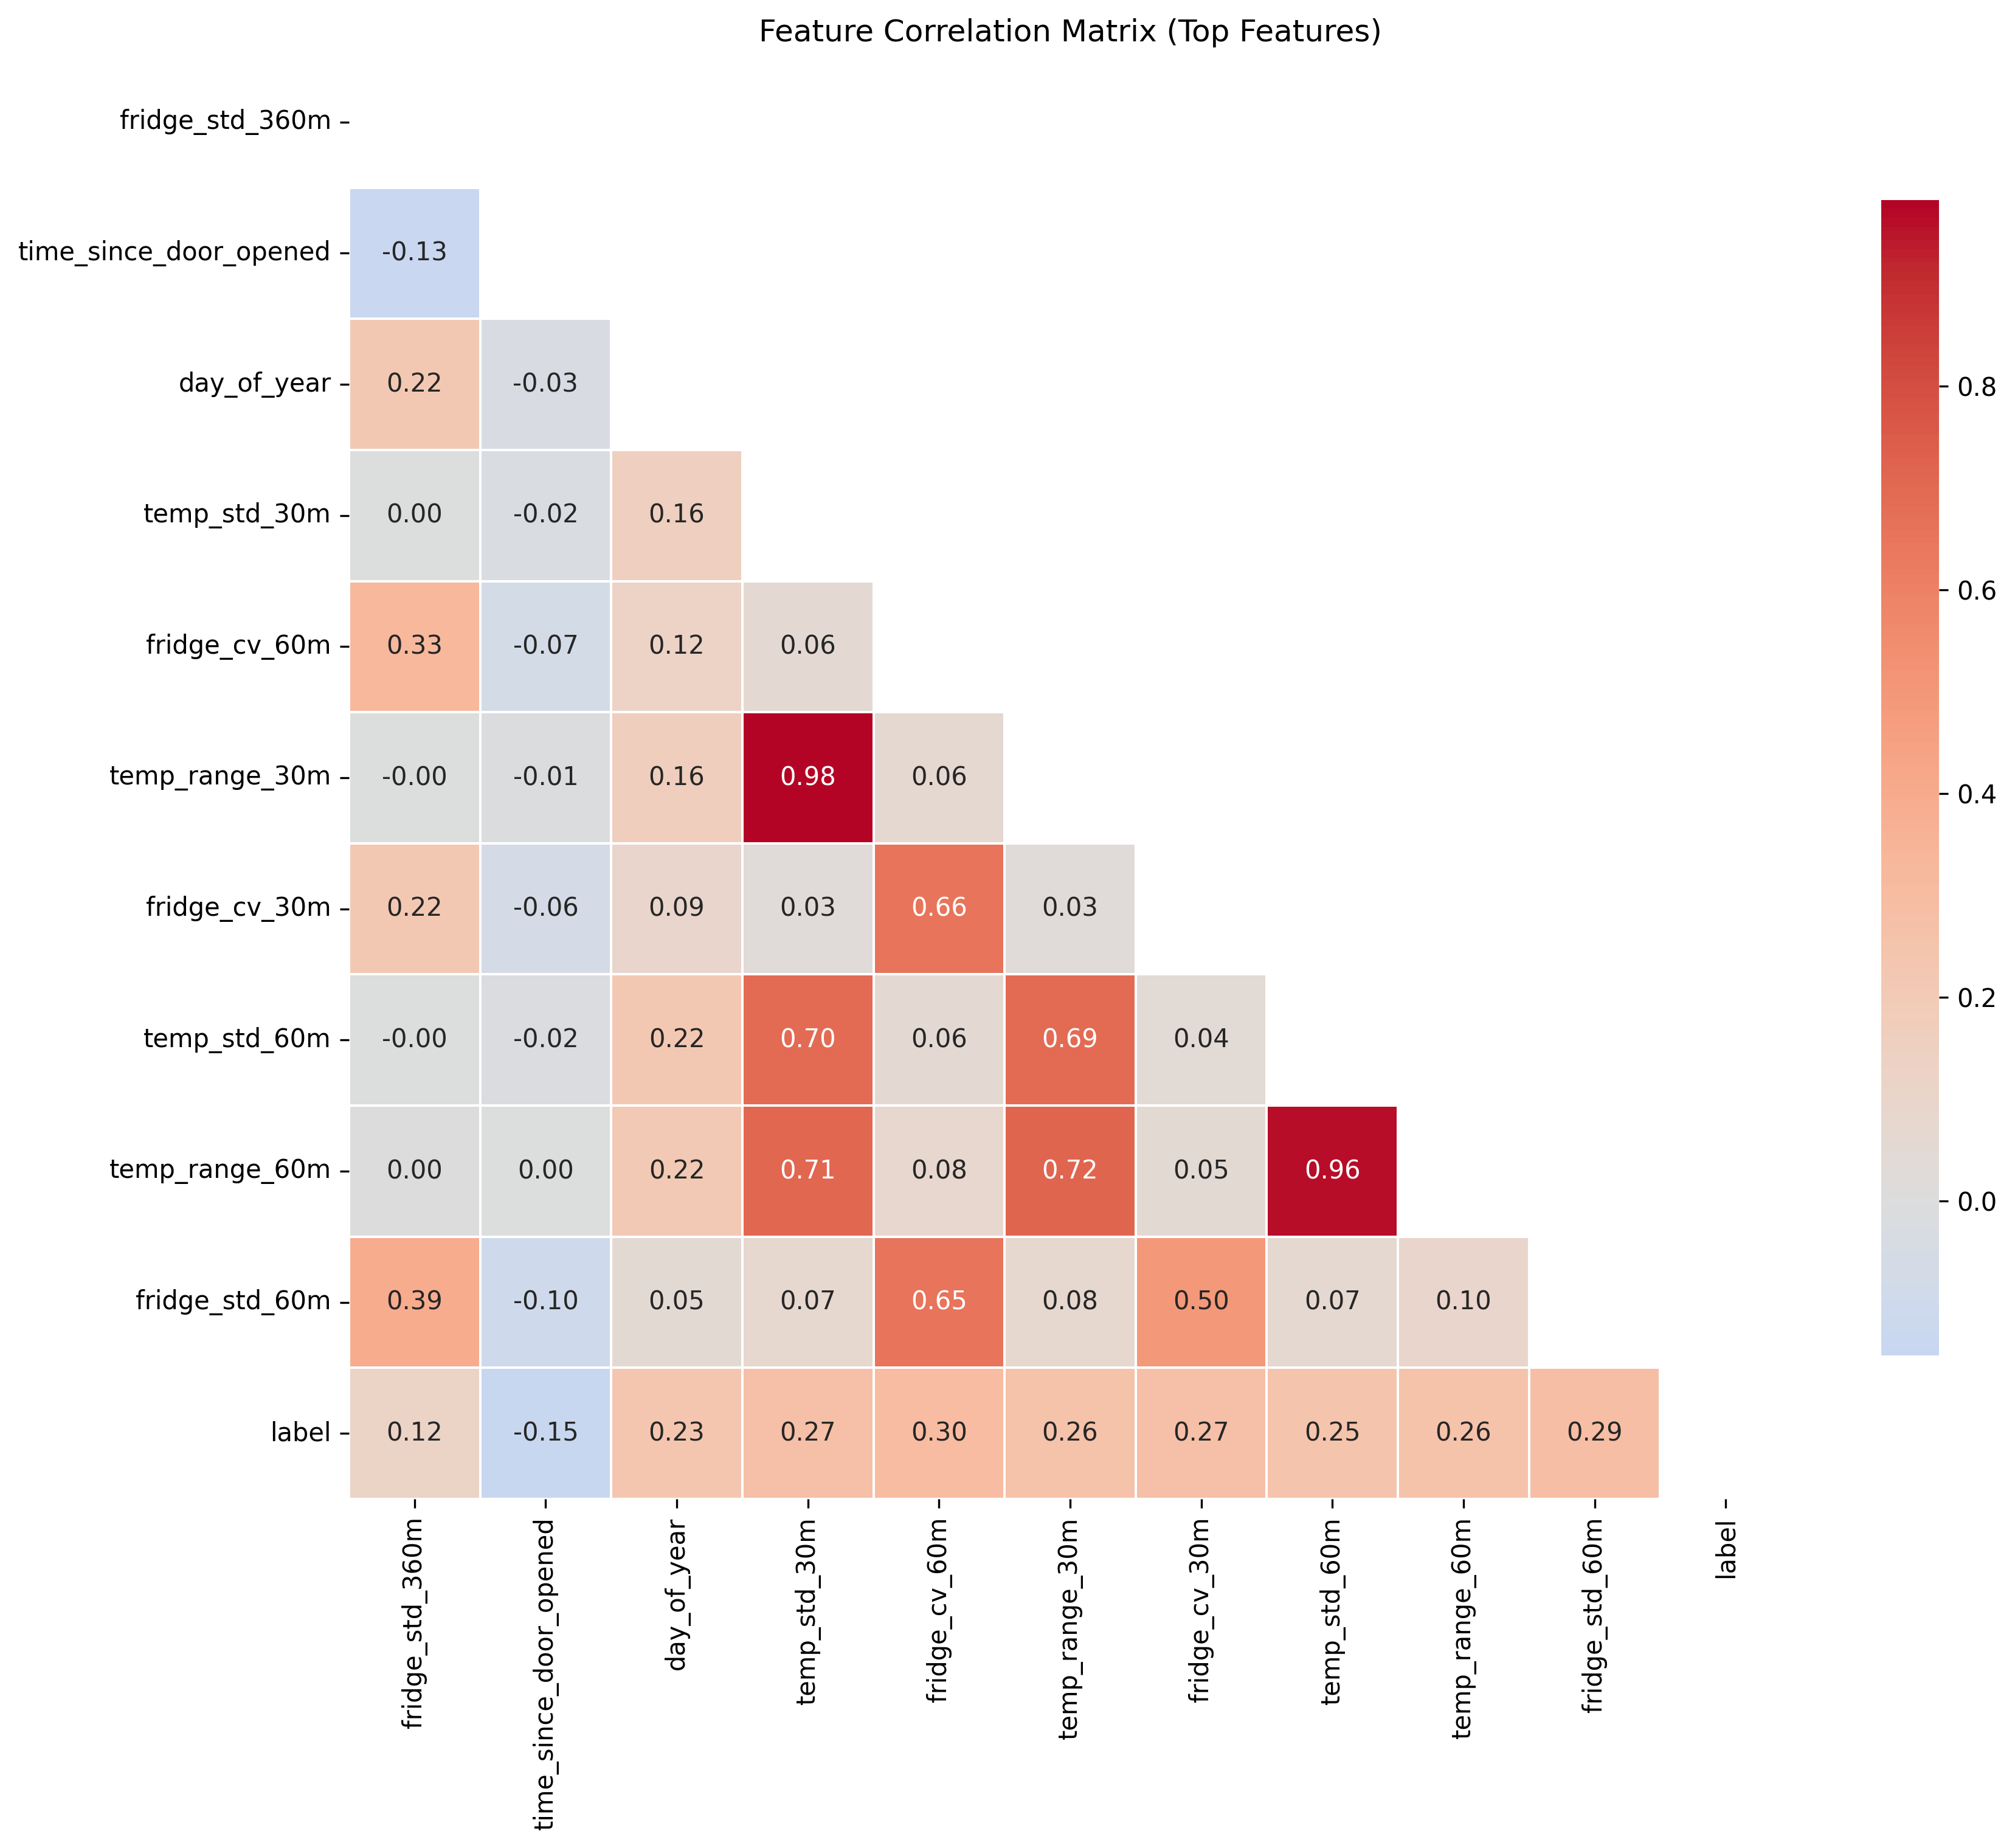 Feature Correlation Matrix (Top Features)
fridge_std_360m
time_since_door_opened -0.13
day_of_year 0.22 -0.03
temp_std_30m 0.00 -0.02 0.16
fridge_cv_60m 0.33 -0.07 0.12 0.06
temp_range_30m -0.00 -0.01 0.16 0.98 0.06
fridge_cv_30m 0.22 -0.06 0.09 0.03 0.66 0.03
temp_std_60m -0.00 -0.02 0.22 0.70 0.06 0.69 0.04
temp_range_60m 0.00 0.00 0.22 0.71 0.08 0.72 0.05 0.96
fridge_std_60m 0.39 -0.10 0.05 0.07 0.65 0.08 0.50 0.07 0.10
label 0.12 -0.15 0.23 0.27 0.30 0.26 0.27 0.25 0.26 0.29
fridge_std_360m
time_since_door_opened
day_of_year
temp_std_30m
fridge_cv_60m
temp_range_30m
fridge_cv_30m
temp_std_60m
temp_range_60m
fridge_std_60m
label
0.8
0.6
0.4
0.2
0.0